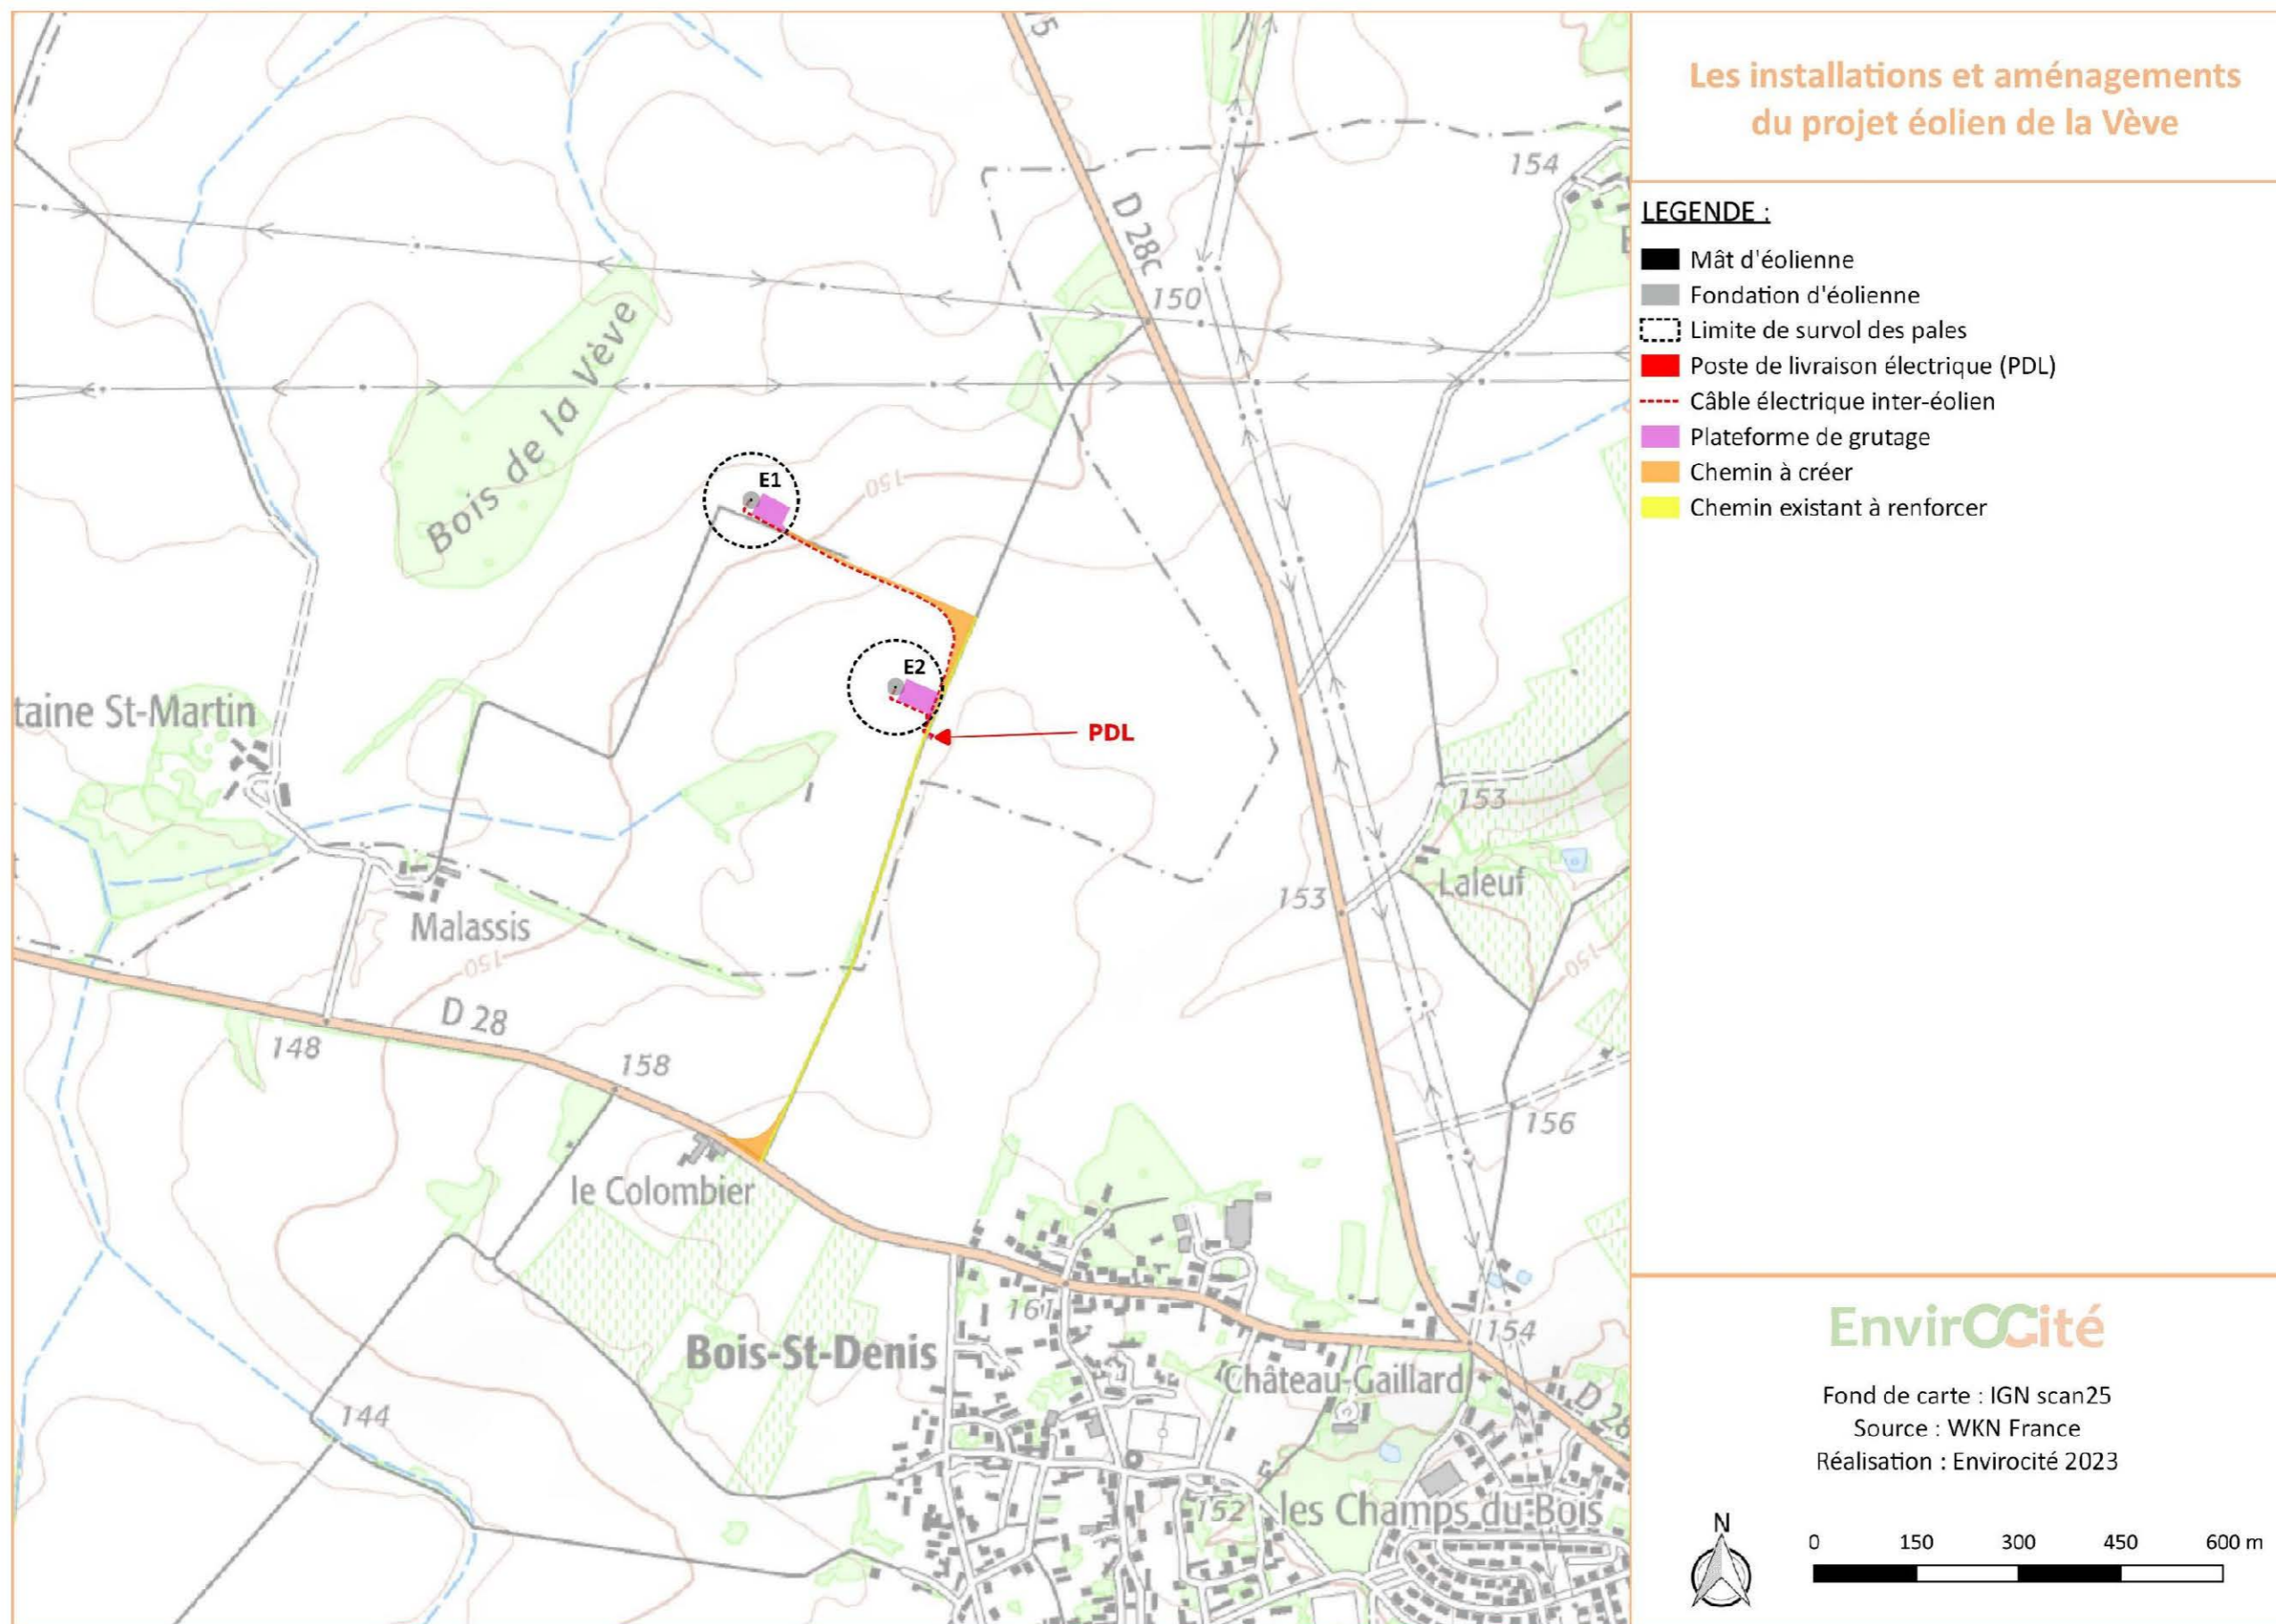 Les installations et aménagements
du projet éolien de la Vève
LEGENDE :
Mât d'éolienne
Fondation d'éolienne
Limite de survol des pales
Poste de livraison électrique (PDL)
Câble électrique inter-éolien
Plateforme de grutage
Chemin à créer
Chemin existant à renforcer
154
D 28c
150
Bois de la Vève
E1
150
E2
taine St-Martin
PDL
153
153
Laleuf
Malassis
150
150
D 28
148
158
156
le Colombier
161
154
Bois-St-Denis
Château-Gaillard
D 28
144
152
les Champs du Bois
EnvirOCité
Fond de carte : IGN scan25
Source : WKN France
Réalisation : Envirocité 2023
N
0 150 300 450 600 m